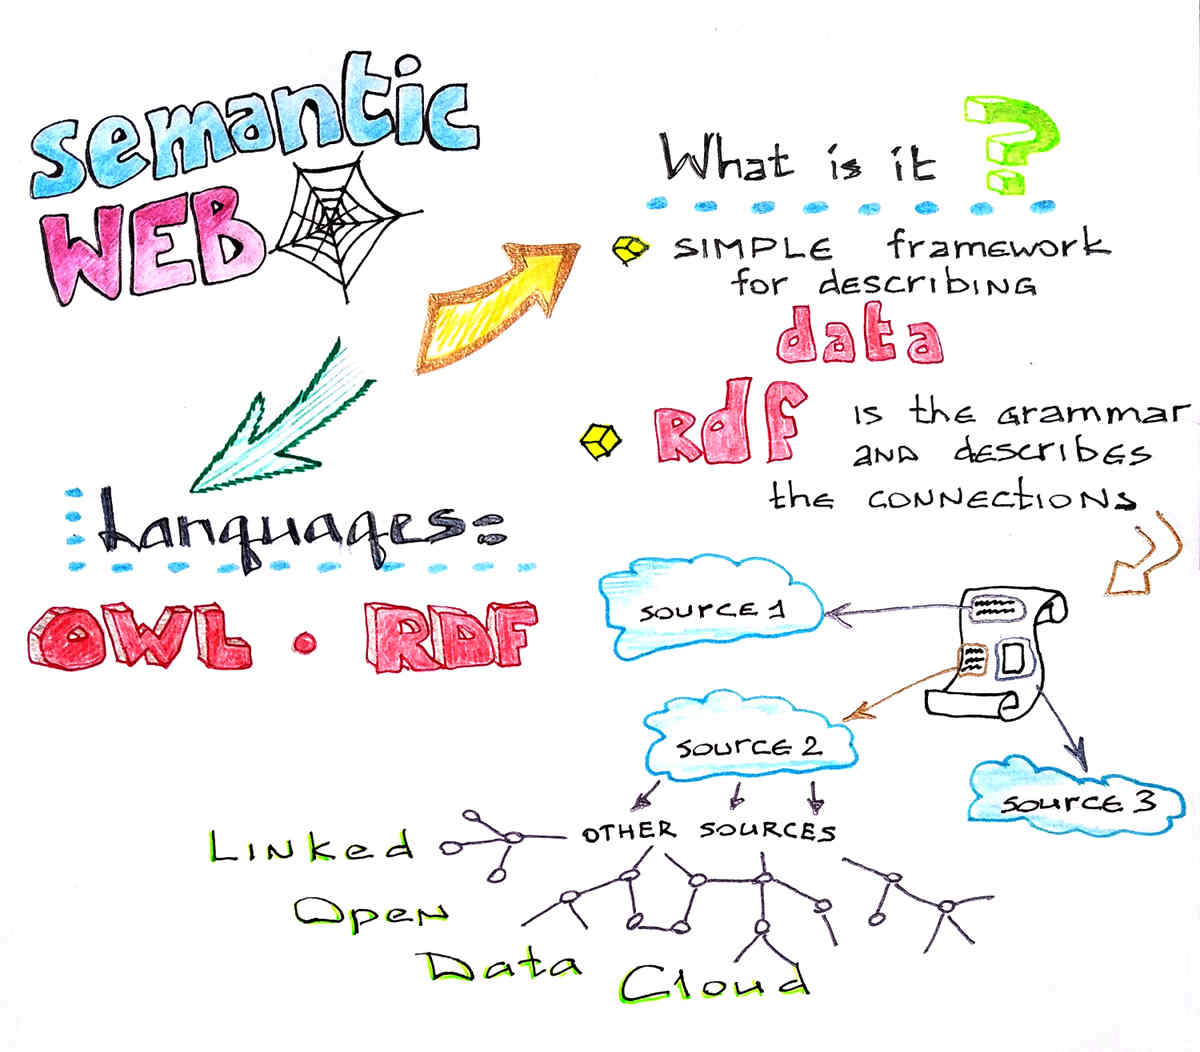 semantic
WEB
What is it ?
SIMPLE framework
for describing
data
Rdf is the grammar
and describes
the connections
Languages:
OWL • RDF
source 1
source 2
source 3
OTHER SOURCES
Linked
Open
Data
Cloud